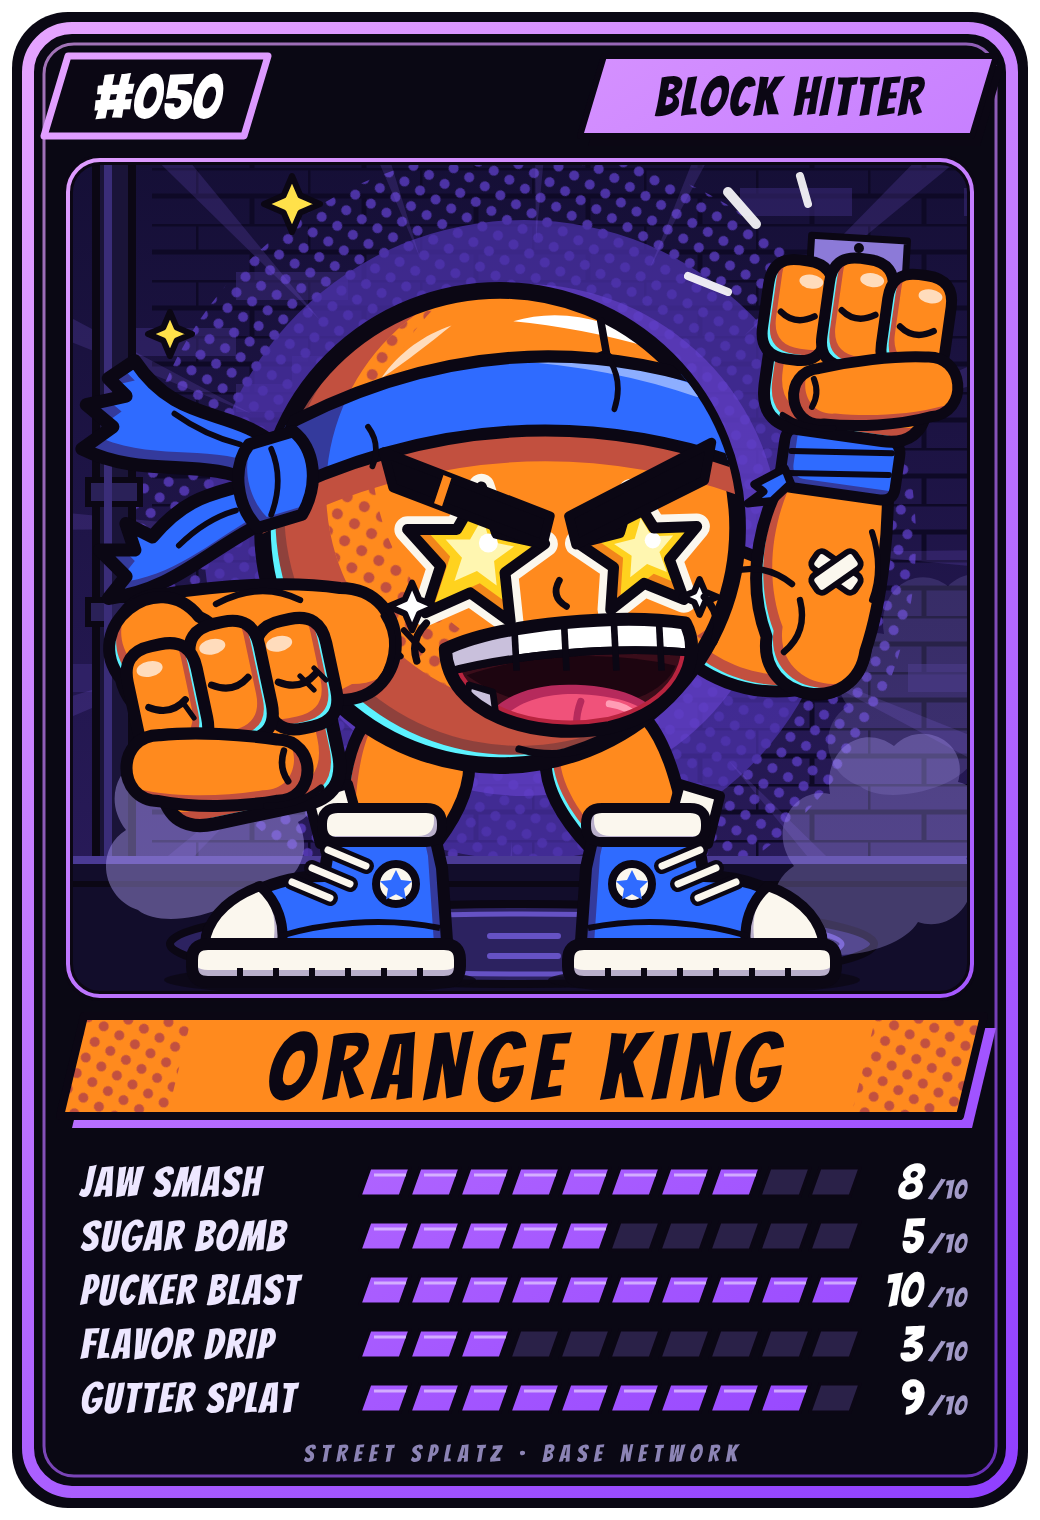 #050
BLOCK HITTER
ORANGE KING
JAW SMASH 8/10
SUGAR BOMB 5/10
PUCKER BLAST 10/10
FLAVOR DRIP 3/10
GUTTER SPLAT 9/10
STREET SPLATZ · BASE NETWORK